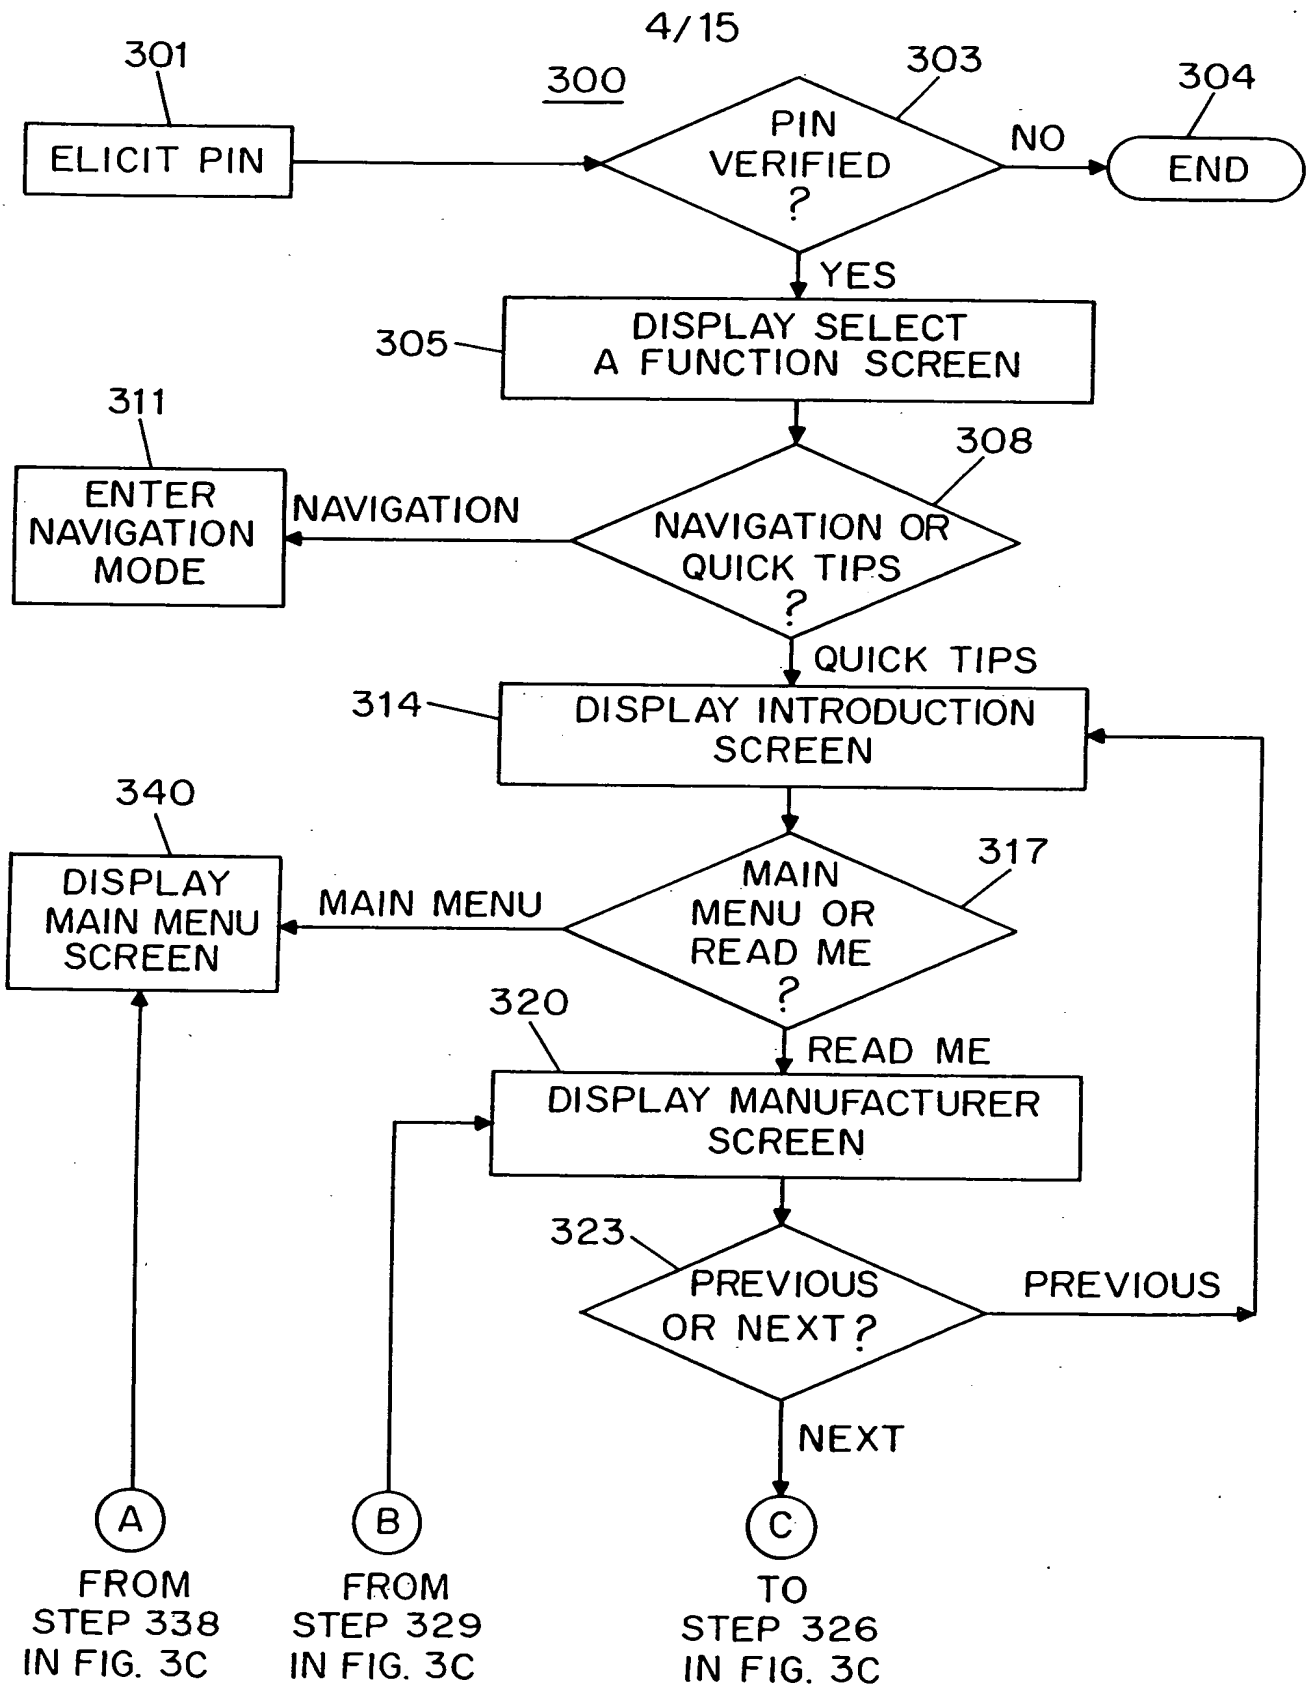 4/15
301
300
303
304
ELICIT PIN
PIN
VERIFIED
?
NO
END
YES
305
DISPLAY SELECT
A FUNCTION SCREEN
311
308
ENTER
NAVIGATION
MODE
NAVIGATION
NAVIGATION OR
QUICK TIPS
?
QUICK TIPS
314
DISPLAY INTRODUCTION
SCREEN
340
317
DISPLAY
MAIN MENU
SCREEN
MAIN MENU
MAIN
MENU OR
READ ME
?
320
READ ME
DISPLAY MANUFACTURER
SCREEN
323
PREVIOUS
OR NEXT?
PREVIOUS
NEXT
A
B
C
FROM
STEP 338
IN FIG. 3C
FROM
STEP 329
IN FIG. 3C
TO
STEP 326
IN FIG. 3C